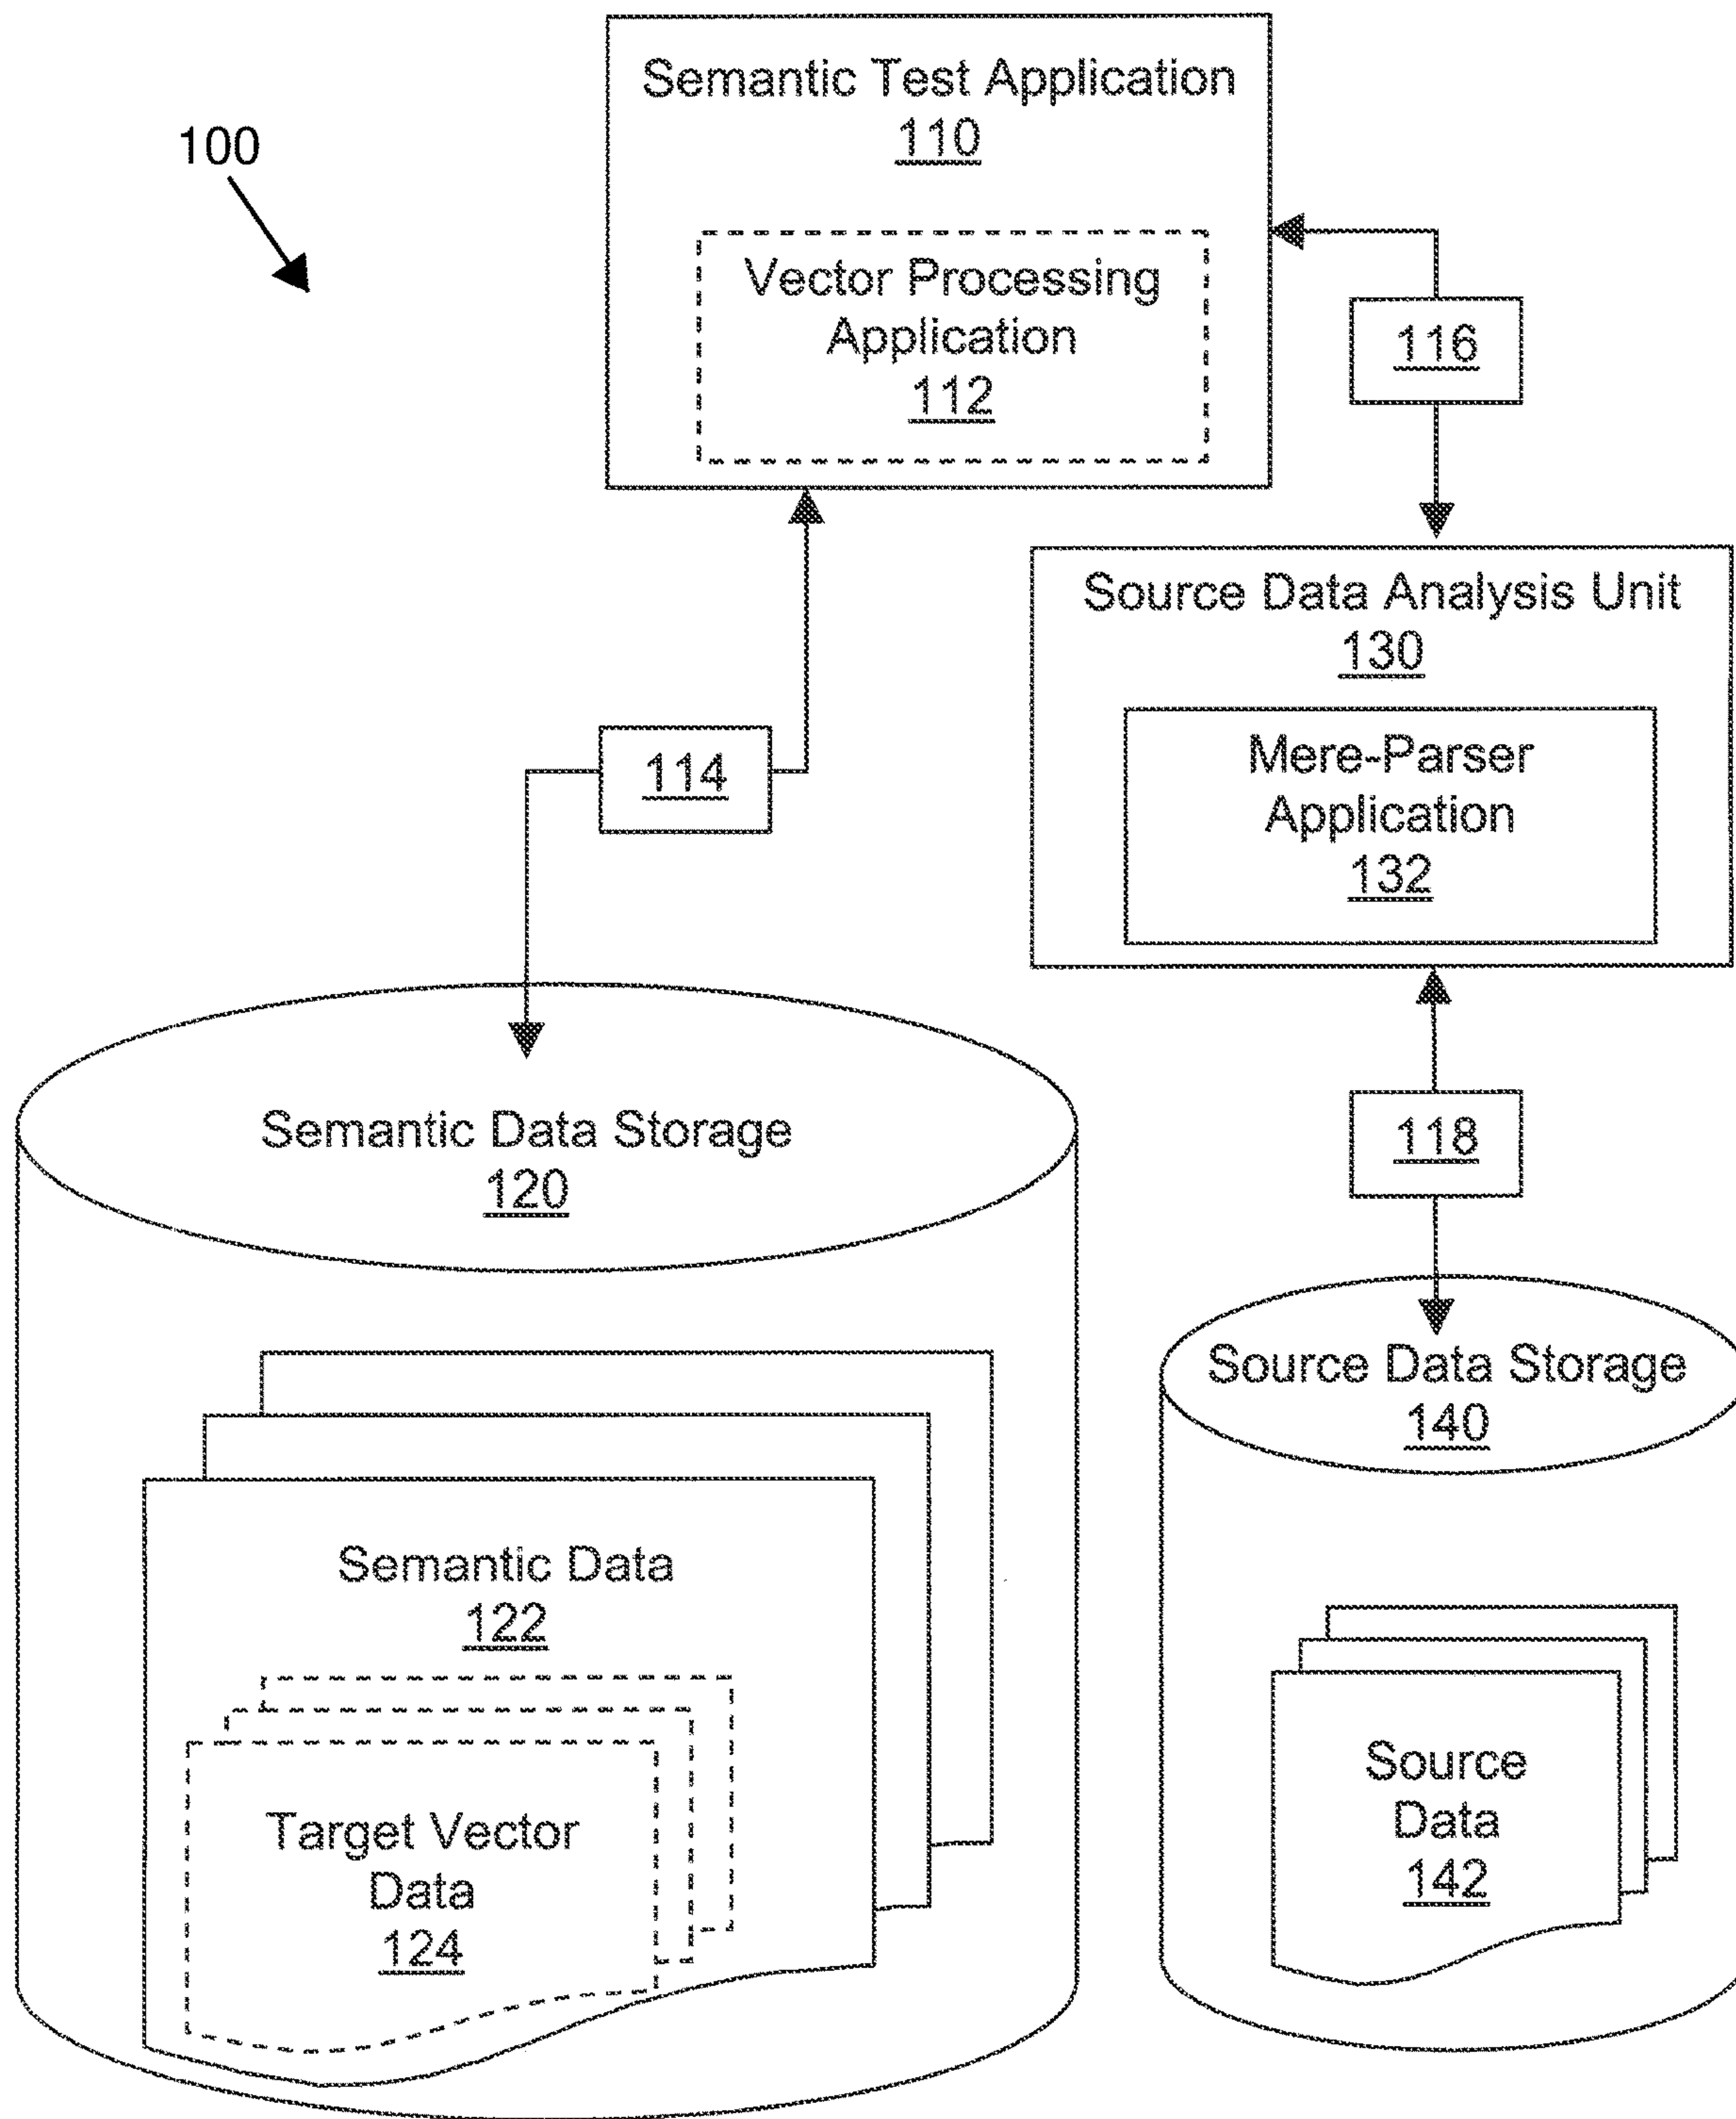 Semantic Test Application
110
100
Vector Processing
Application
112
116
Source Data Analysis Unit
130
114
Mere-Parser
Application
132
Semantic Data Storage
120
118
Source Data Storage
140
Semantic Data
122
Target Vector
Data
124
Source
Data
142